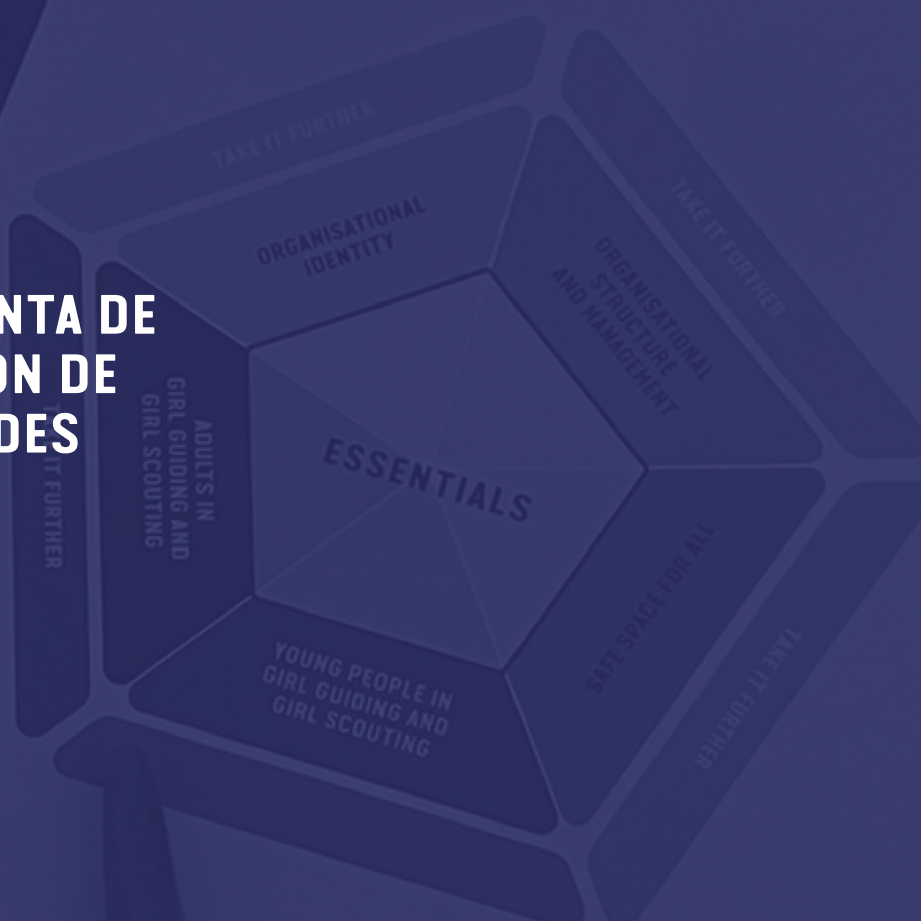 TAKE IT FURTHER
ORGANISATIONAL
IDENTITY
TAKE IT FURTHER
ORGANISATIONAL
STRUCTURE
AND MANAGEMENT
NTA DE
ON DE
DES
IT FURTHER
ADULTS IN
GIRL GUIDING AND
GIRL SCOUTING
ESSENTIALS
SAFE SPACE FOR ALL
TAKE IT FURTHER
YOUNG PEOPLE IN
GIRL GUIDING AND
GIRL SCOUTING